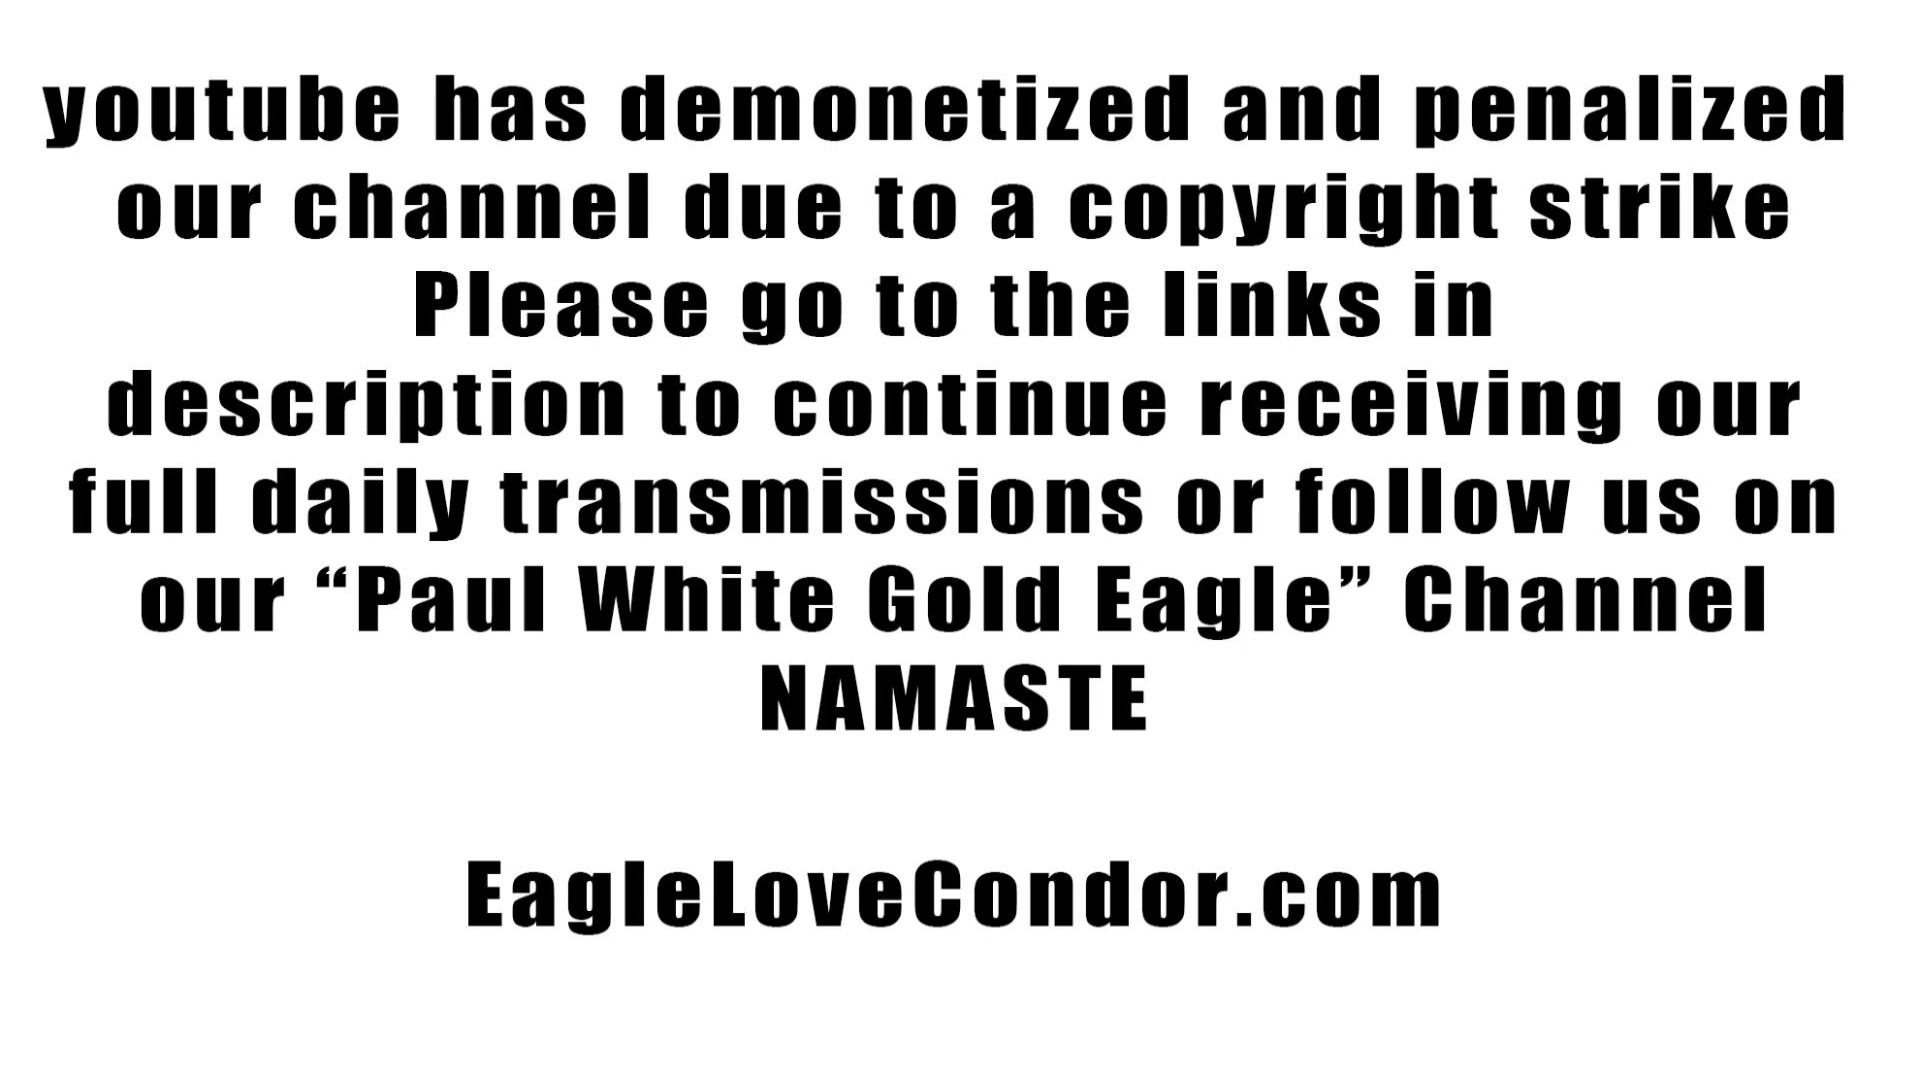 youtube has demonetized and penalized
our channel due to a copyright strike
Please go to the links in
description to continue receiving our
full daily transmissions or follow us on
our “Paul White Gold Eagle” Channel
NAMASTE
EagleLoveCondor.com